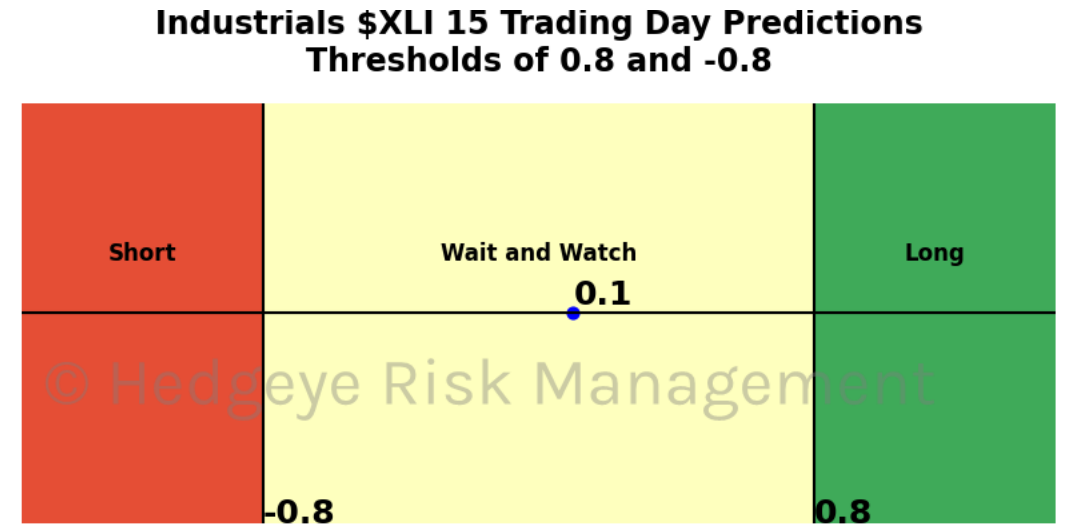 Industrials $XLI 15 Trading Day Predictions
Thresholds of 0.8 and -0.8
Short
Wait and Watch
Long
0.1
© Hedgeye Risk Management
-0.8
0.8